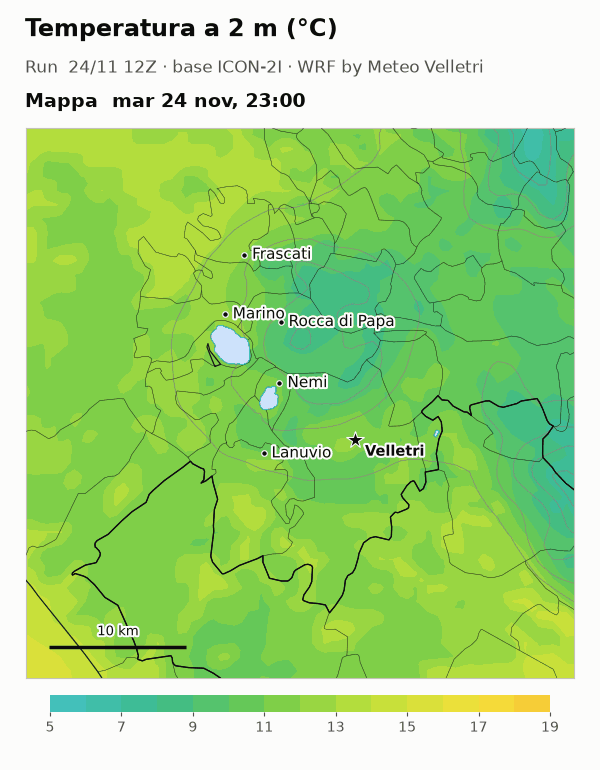 Temperatura a 2 m (°C)
Run  24/11 12Z · base ICON-2I · WRF by Meteo Velletri
Mappa  mar 24 nov, 23:00
Frascati
Marino
Rocca di Papa
Nemi
Velletri
Lanuvio
10 km
5 7 9 11 13 15 17 19